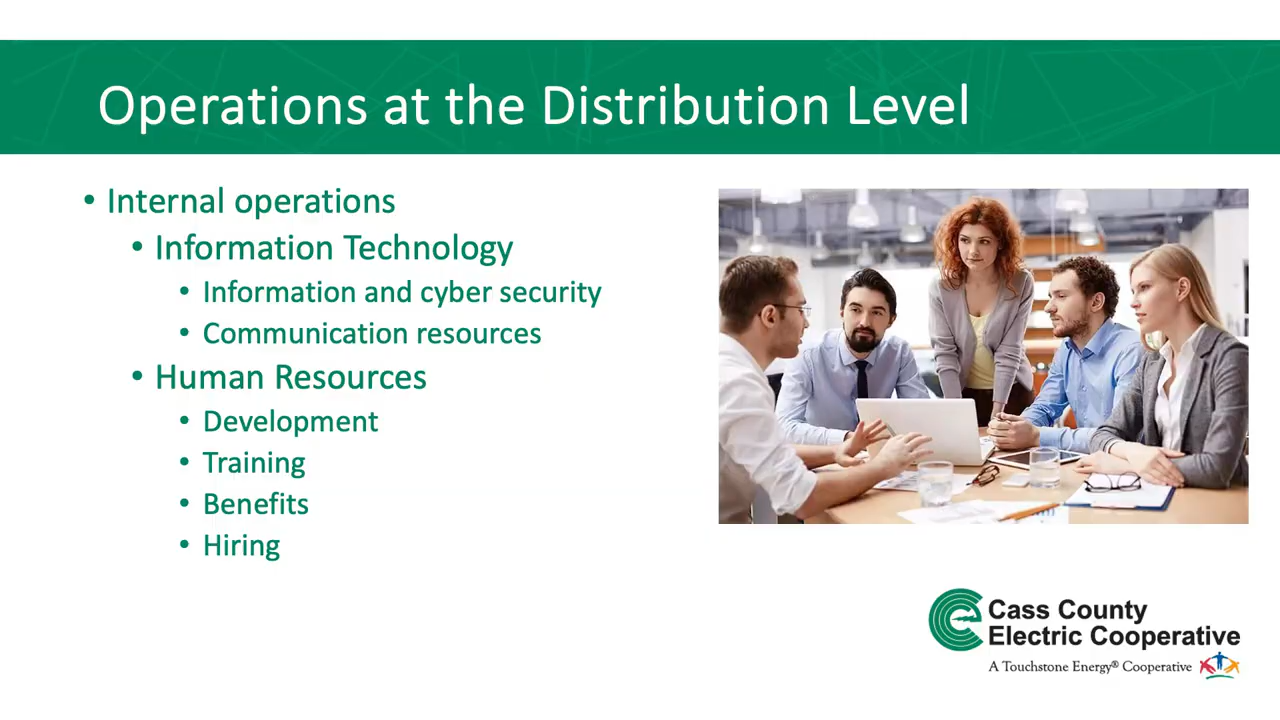 Operations at the Distribution Level
• Internal operations
• Information Technology
• Information and cyber security
• Communication resources
• Human Resources
• Development
• Training
• Benefits
• Hiring
Cass County
Electric Cooperative
A Touchstone Energy® Cooperative